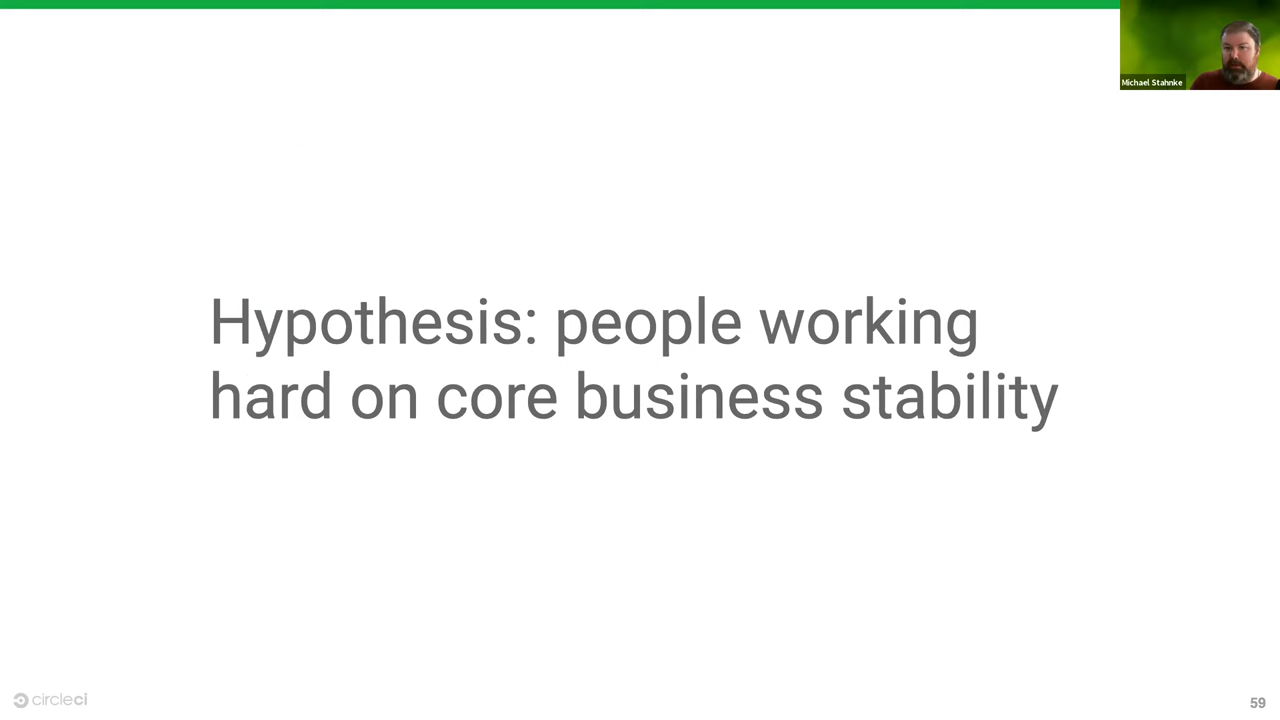 Michael Stahnke
Hypothesis: people working
hard on core business stability
circleci
59